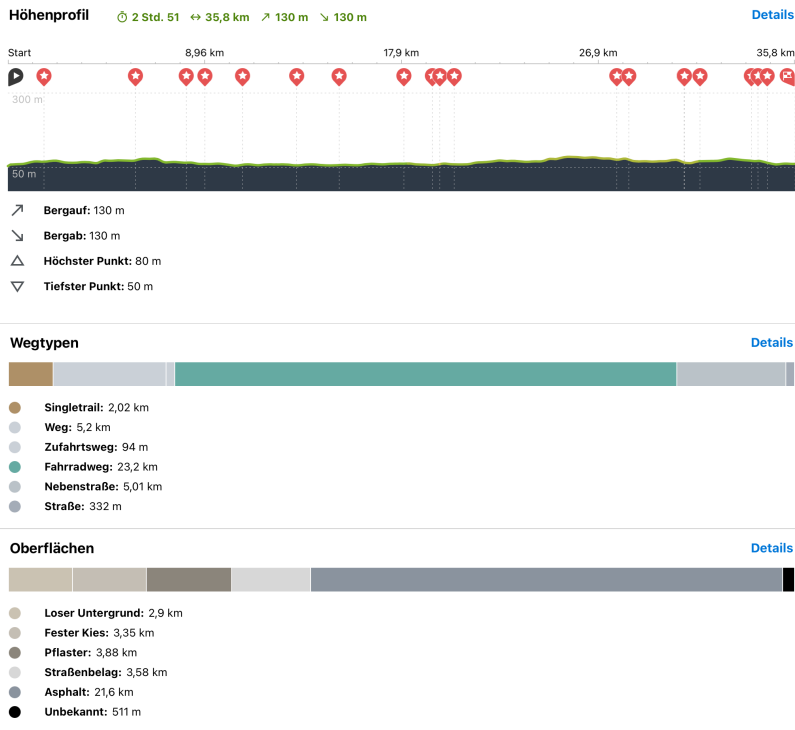 Höhenprofil 2 Std. 51 35,8 km 130 m 130 m Details
Start 8,96 km 17,9 km 26,9 km 35,8 km
300 m
50 m
Bergauf: 130 m
Bergab: 130 m
Höchster Punkt: 80 m
Tiefster Punkt: 50 m
Wegtypen Details
Singletrail: 2,02 km
Weg: 5,2 km
Zufahrtsweg: 94 m
Fahrradweg: 23,2 km
Nebenstraße: 5,01 km
Straße: 332 m
Oberflächen Details
Loser Untergrund: 2,9 km
Fester Kies: 3,35 km
Pflaster: 3,88 km
Straßenbelag: 3,58 km
Asphalt: 21,6 km
Unbekannt: 511 m